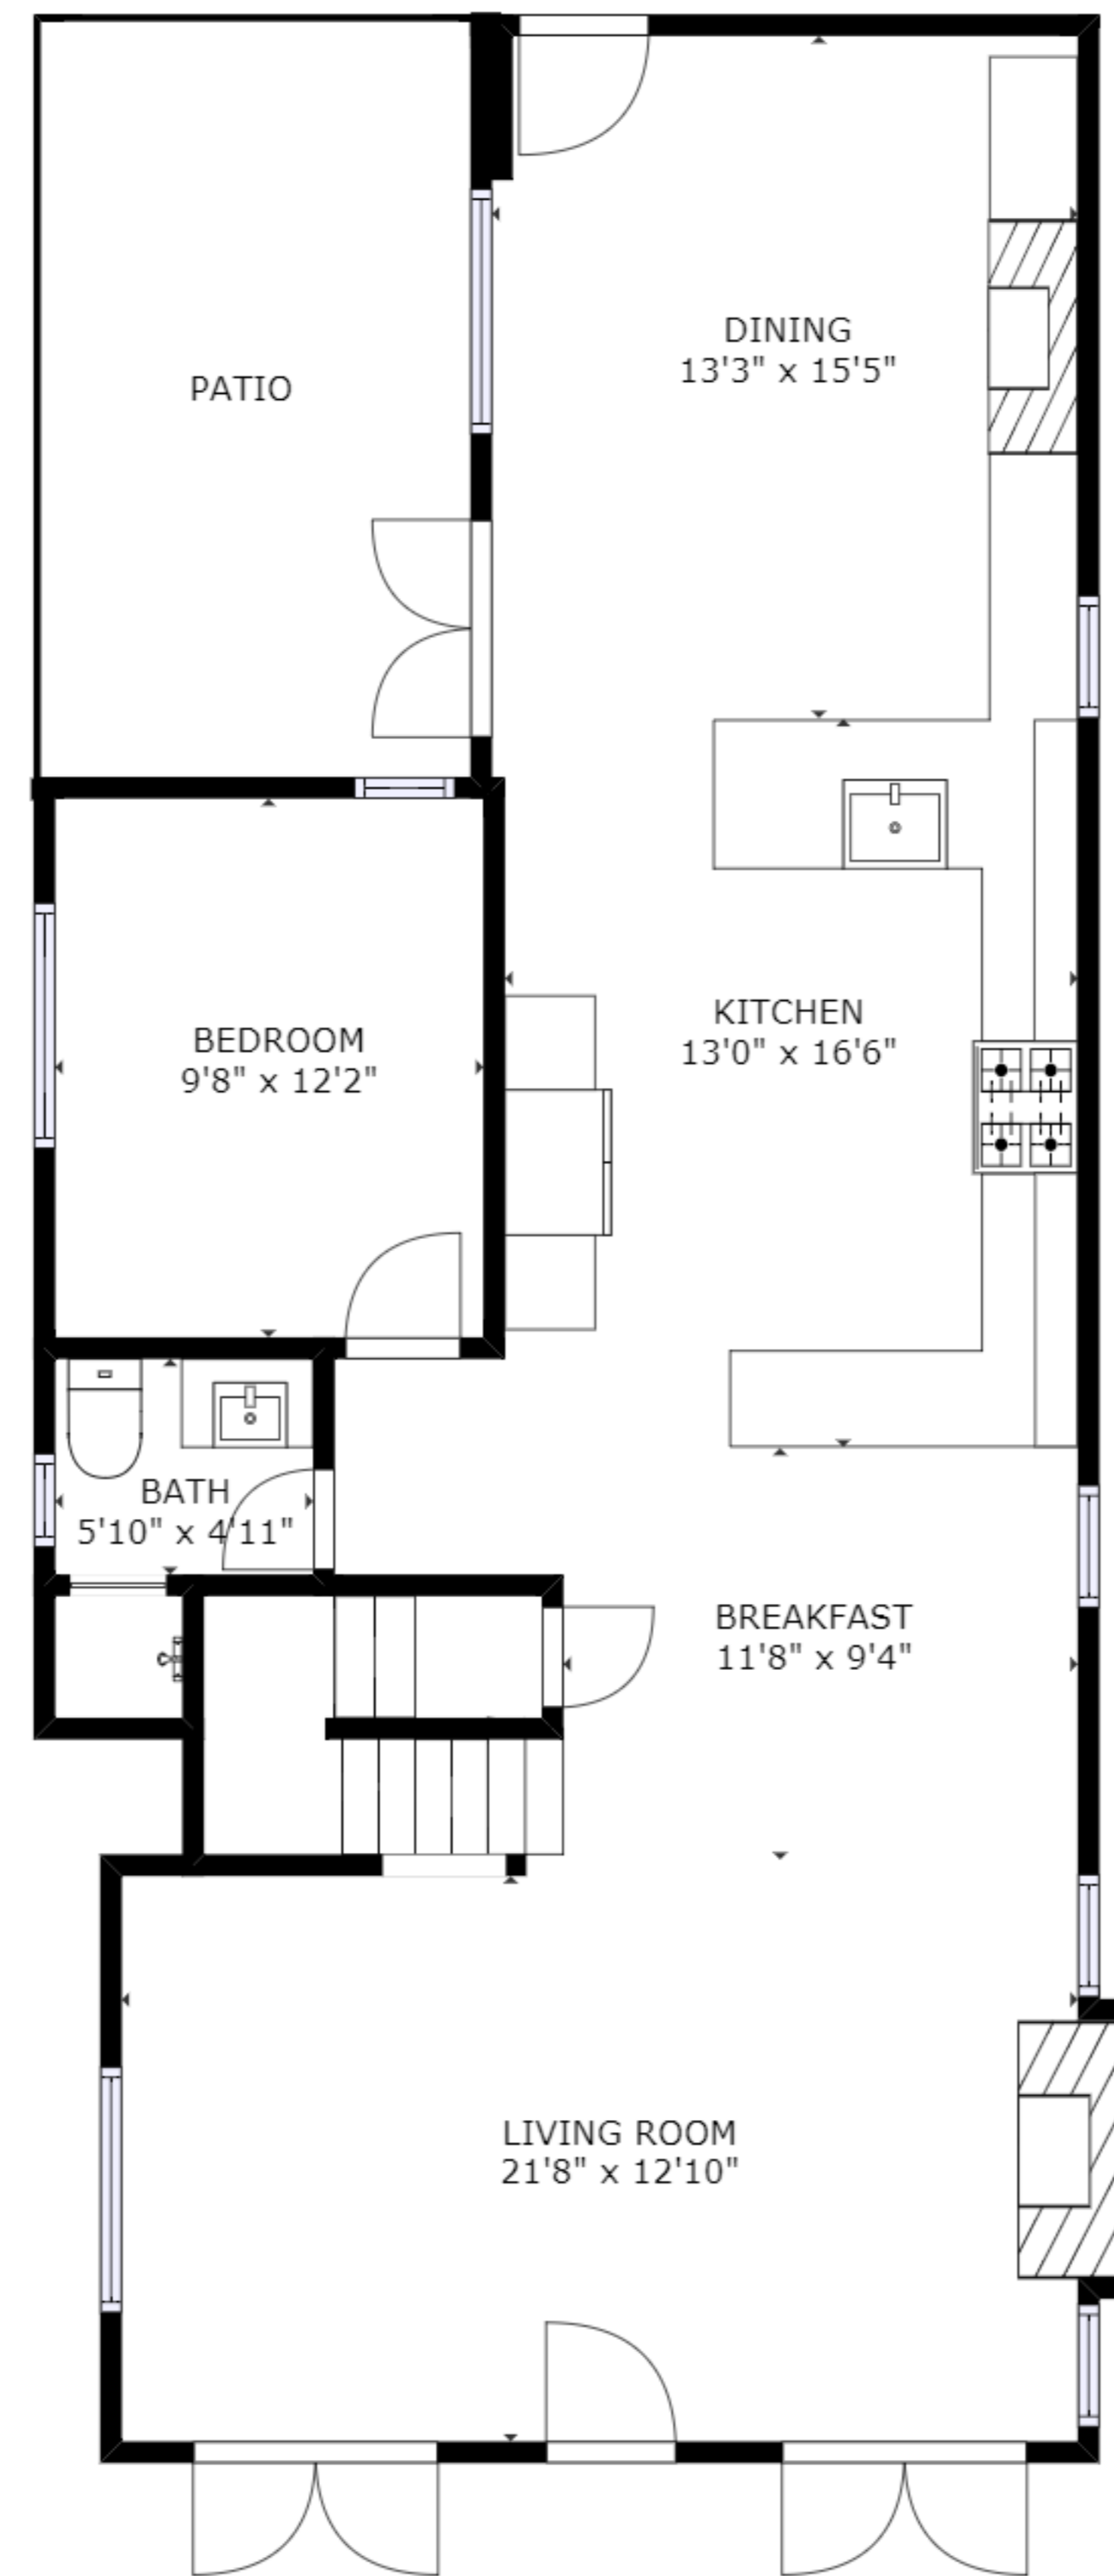 DINING
13'3" x 15'5"
PATIO
KITCHEN
13'0" x 16'6"
BEDROOM
9'8" x 12'2"
BATH
5'10" x 4'11"
BREAKFAST
11'8" x 9'4"
LIVING ROOM
21'8" x 12'10"